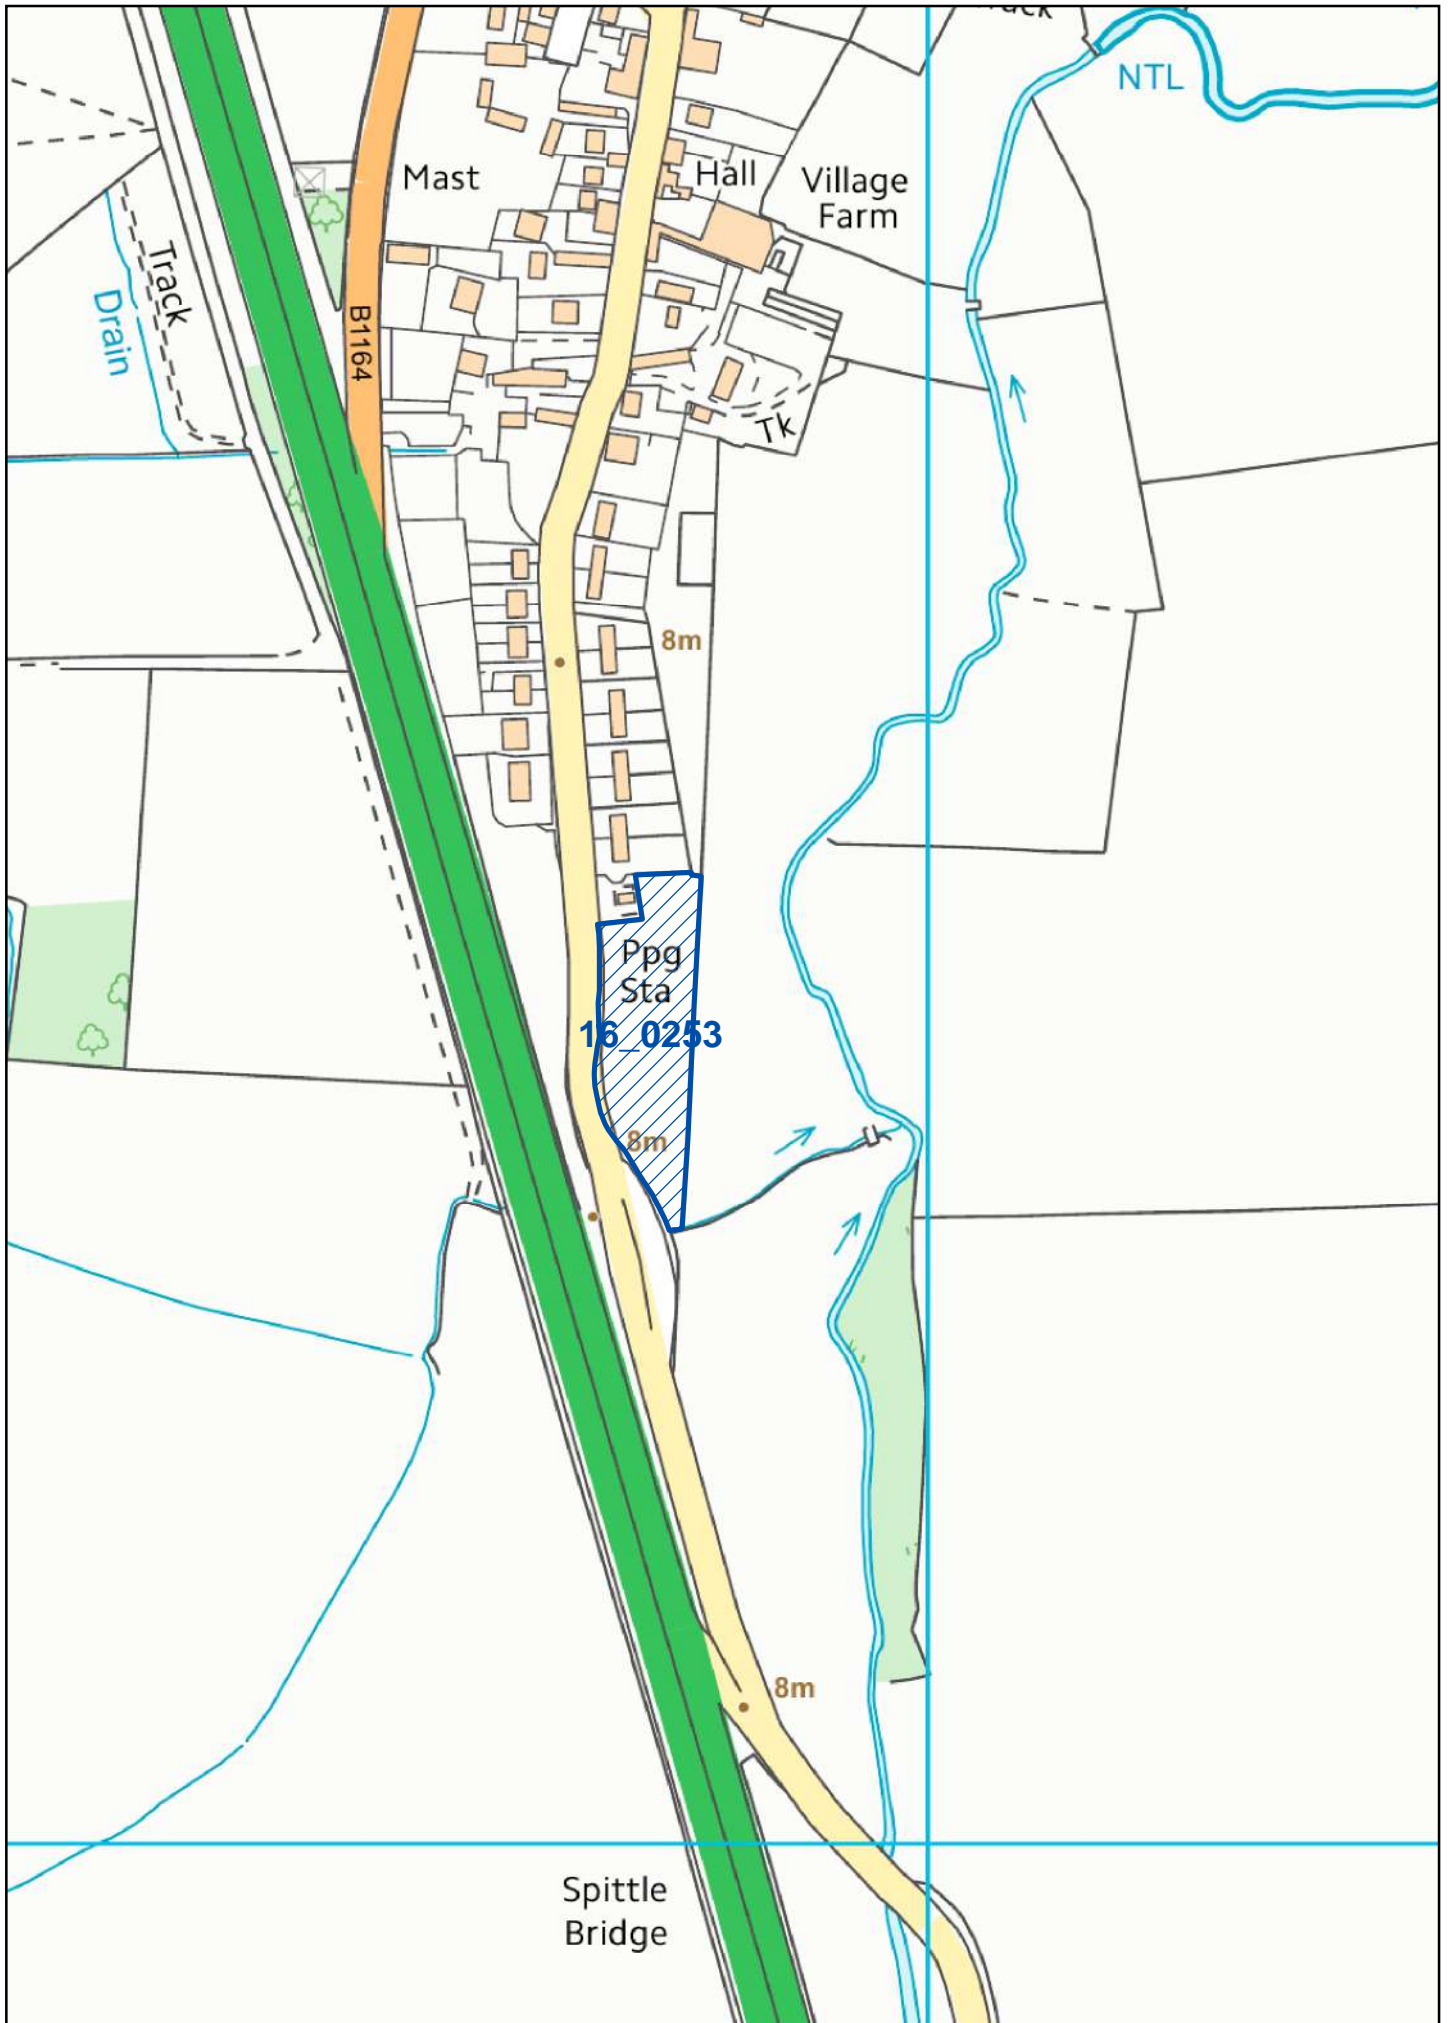 NTL
Mast
Hall
Village
Farm
Track
Drain
B1164
Tk
8m
Ppg
Sta
16_0253
8m
8m
Spittle
Bridge